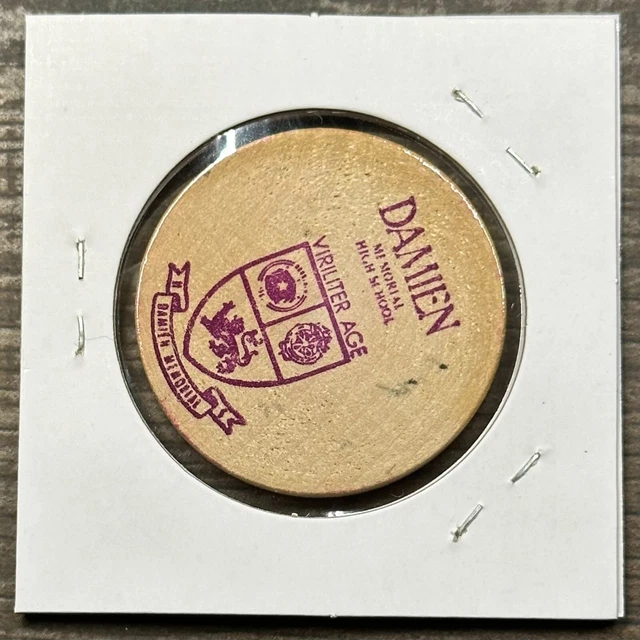 DAMIEN
MEMORIAL
HIGH SCHOOL
VIRILITER AGE
DAMIEN MEMORIAL